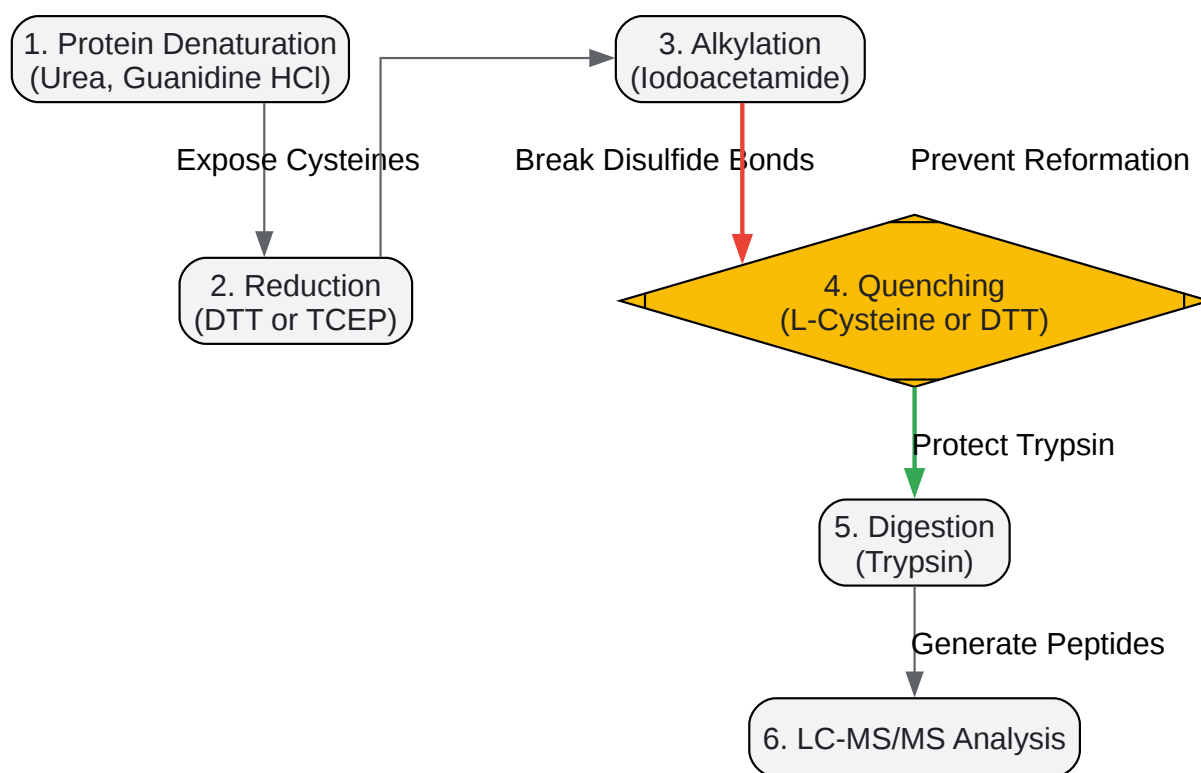 1. Protein Denaturation
(Urea, Guanidine HCl)
3. Alkylation
(Iodoacetamide)
Expose Cysteines
Break Disulfide Bonds
Prevent Reformation
2. Reduction
(DTT or TCEP)
4. Quenching
(L-Cysteine or DTT)
Protect Trypsin
5. Digestion
(Trypsin)
Generate Peptides
6. LC-MS/MS Analysis